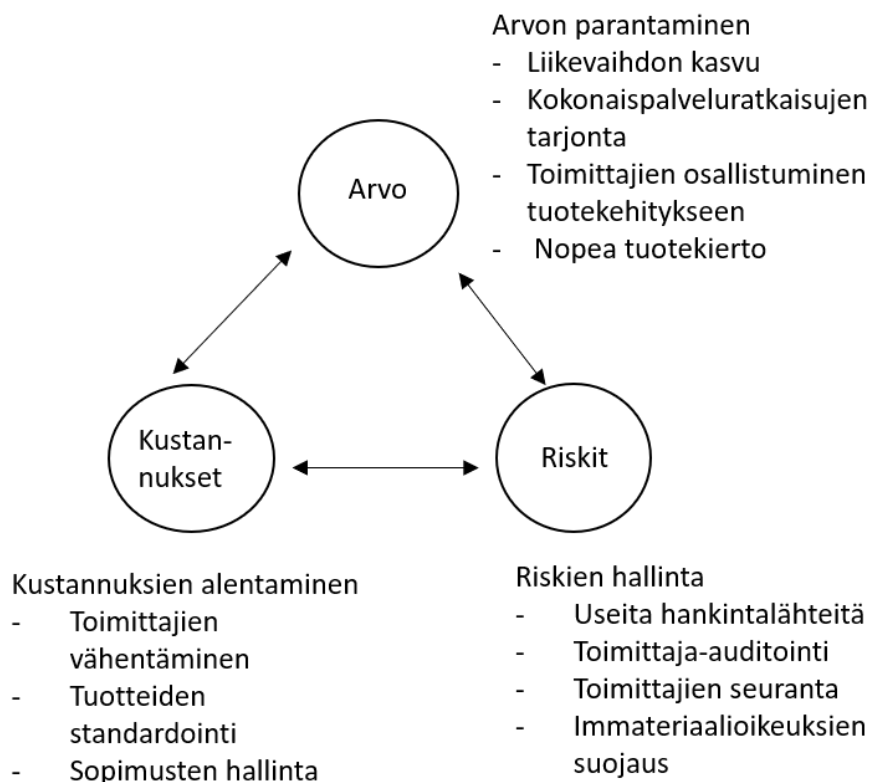 Arvon parantaminen
- Liikevaihdon kasvu
- Kokonaispalveluratkaisujen
tarjonta
- Toimittajien osallistuminen
tuotekehitykseen
- Nopea tuotekierto
Arvo
Kustan-
nukset
Riskit
Kustannuksien alentaminen
- Toimittajien
vähentäminen
- Tuotteiden
standardointi
- Sopimusten hallinta
Riskien hallinta
- Useita hankintalähteitä
- Toimittaja-auditointi
- Toimittajien seuranta
- Immateriaalioikeuksien
suojaus